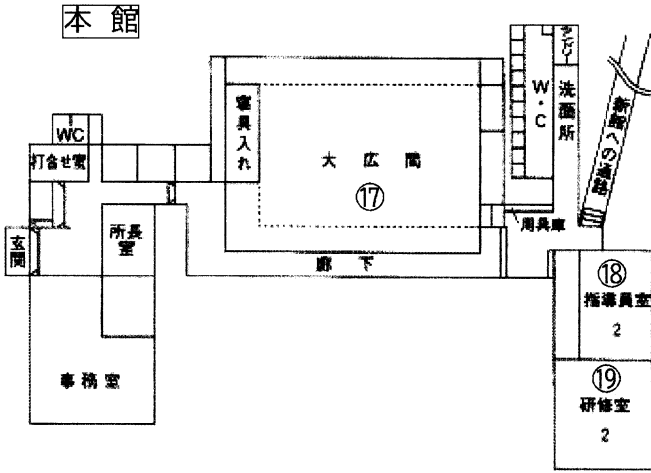 本館
WC
打合せ室
玄関
所長室
事務室
寝具入れ
大広間
⑰
廊下
W・C
洗面所
用具庫
新館への通路
⑱
指導員室
2
⑲
研修室
2